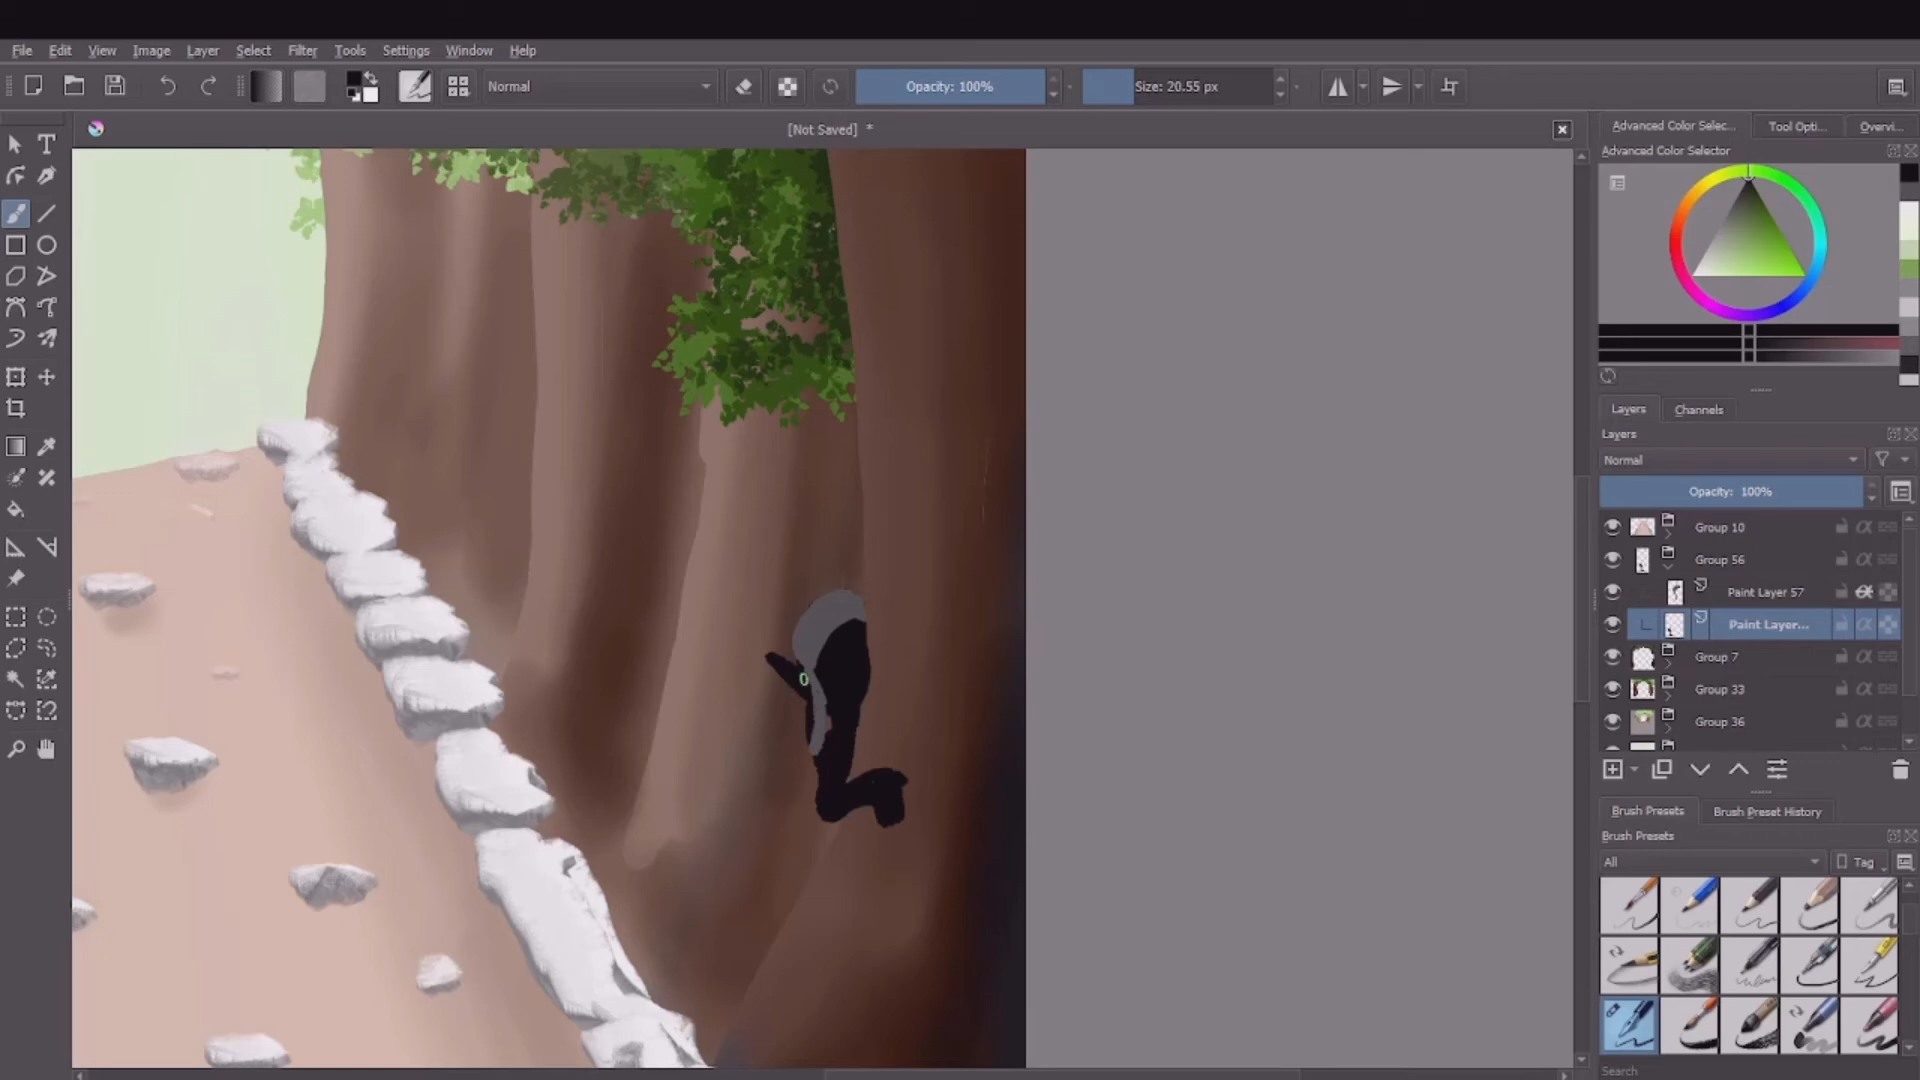 File Edit View Image Layer Select Filter Tools Settings Window Help
Normal Opacity: 100% Size: 20.55 px
[Not Saved] *
Advanced Color Selec... Tool Opti... Overvi...
Advanced Color Selector
Layers Channels
Layers
Normal
Opacity: 100%
Group 10
Group 56
Paint Layer 57
Paint Layer...
Group 7
Group 33
Group 36
Brush Presets Brush Preset History
Brush Presets
All Tag
Search